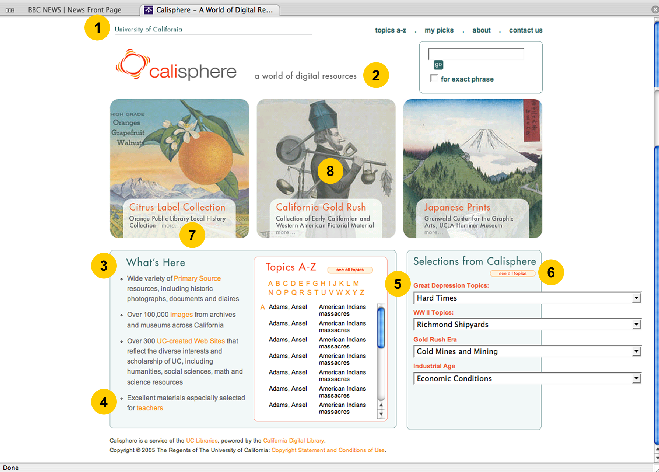 BBC NEWS | News Front Page
Calisphere – A World of Digital Re...
1
University of California
topics a-z . my picks . about . contact us
calisphere
a world of digital resources
2
go
for exact phrase
HIGH GRADE
Oranges
Grapefruit
Walnuts
8
Citrus Label Collection
Orange Public Library Local History
Collection more...
7
California Gold Rush
Collection of Early Californian and
Western American Pictorial Material
more...
Japanese Prints
Grunwald Center for the Graphic
Arts, UCLA Hammer Museum
more...
3
What's Here
Wide variety of Primary Source
resources, including historic
photographs, documents and diaires
Over 100,000 images from archives
and museums across California
Over 300 UC-created Web Sites that
reflect the diverse interests and
scholarship of UC, including
humanities, social sciences, math and
science resources
4
Excellent materials especially selected
for teachers
Topics A-Z
see all topics
A B C D E F G H I J K L M
N O P Q R S T U V W X Y Z
A Adams, Ansel American Indians
massacres
Adams, Ansel American Indians
massacres
Adams, Ansel American Indians
massacres
Adams, Ansel American Indians
massacres
Adams, Ansel American Indians
massacres
Adams, Ansel American Indians
massacres
Adams, Ansel American Indians
massacres
5
Selections from Calisphere
6
Great Depression Topics:
Hard Times
WW II Topics:
Richmond Shipyards
Gold Rush Era
Gold Mines and Mining
Industrial Age
Economic Conditions
Calisphere is a service of the UC Libraries, powered by the California Digital Library.
Copyright © 2005 The Regents of The University of California: Copyright Statement and Conditions of Use.
Done